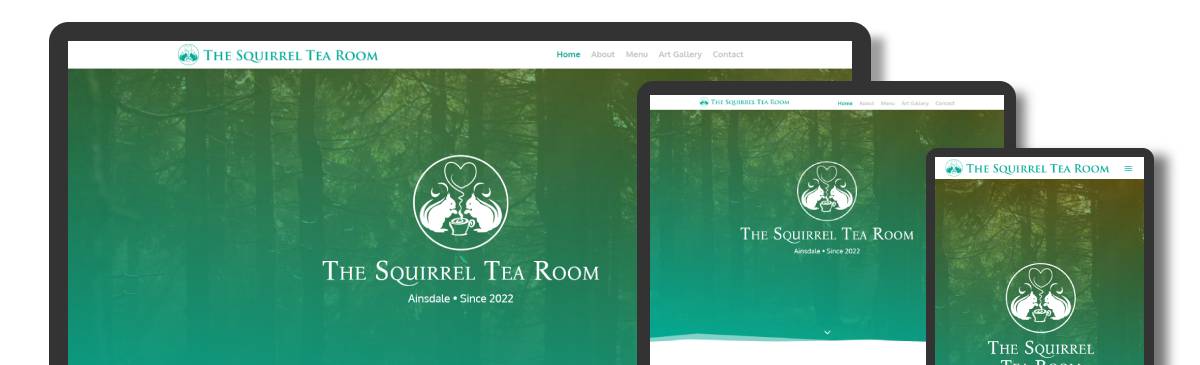 THE SQUIRREL TEA ROOM
Home About Menu Art Gallery Contact
THE SQUIRREL TEA ROOM
Ainsdale • Since 2022
THE SQUIRREL TEA ROOM
Home About Menu Art Gallery Contact
THE SQUIRREL TEA ROOM
Ainsdale • Since 2022
THE SQUIRREL TEA ROOM
THE SQUIRREL
TEA ROOM